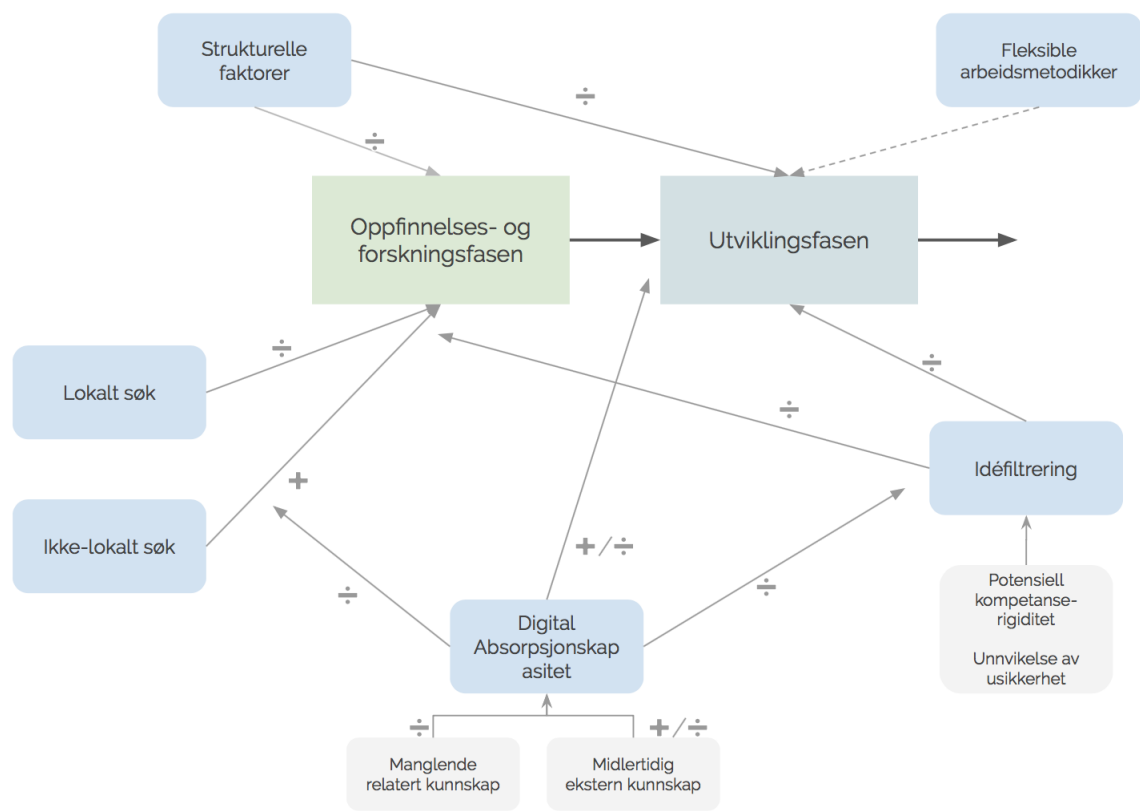 Strukturelle
faktorer
Fleksible
arbeidsmetodikker
÷
÷
Oppfinnelses- og
forskningsfasen
Utviklingsfasen
÷
÷
Lokalt søk
÷
Idéfiltrering
+
Ikke-lokalt søk
+/÷
÷
÷
Potensiell
kompetanse-
rigiditet
Unnvikelse av
usikkerhet
Digital
Absorpsjonskap
asitet
÷
+/÷
Manglende
relatert kunnskap
Midlertidig
ekstern kunnskap